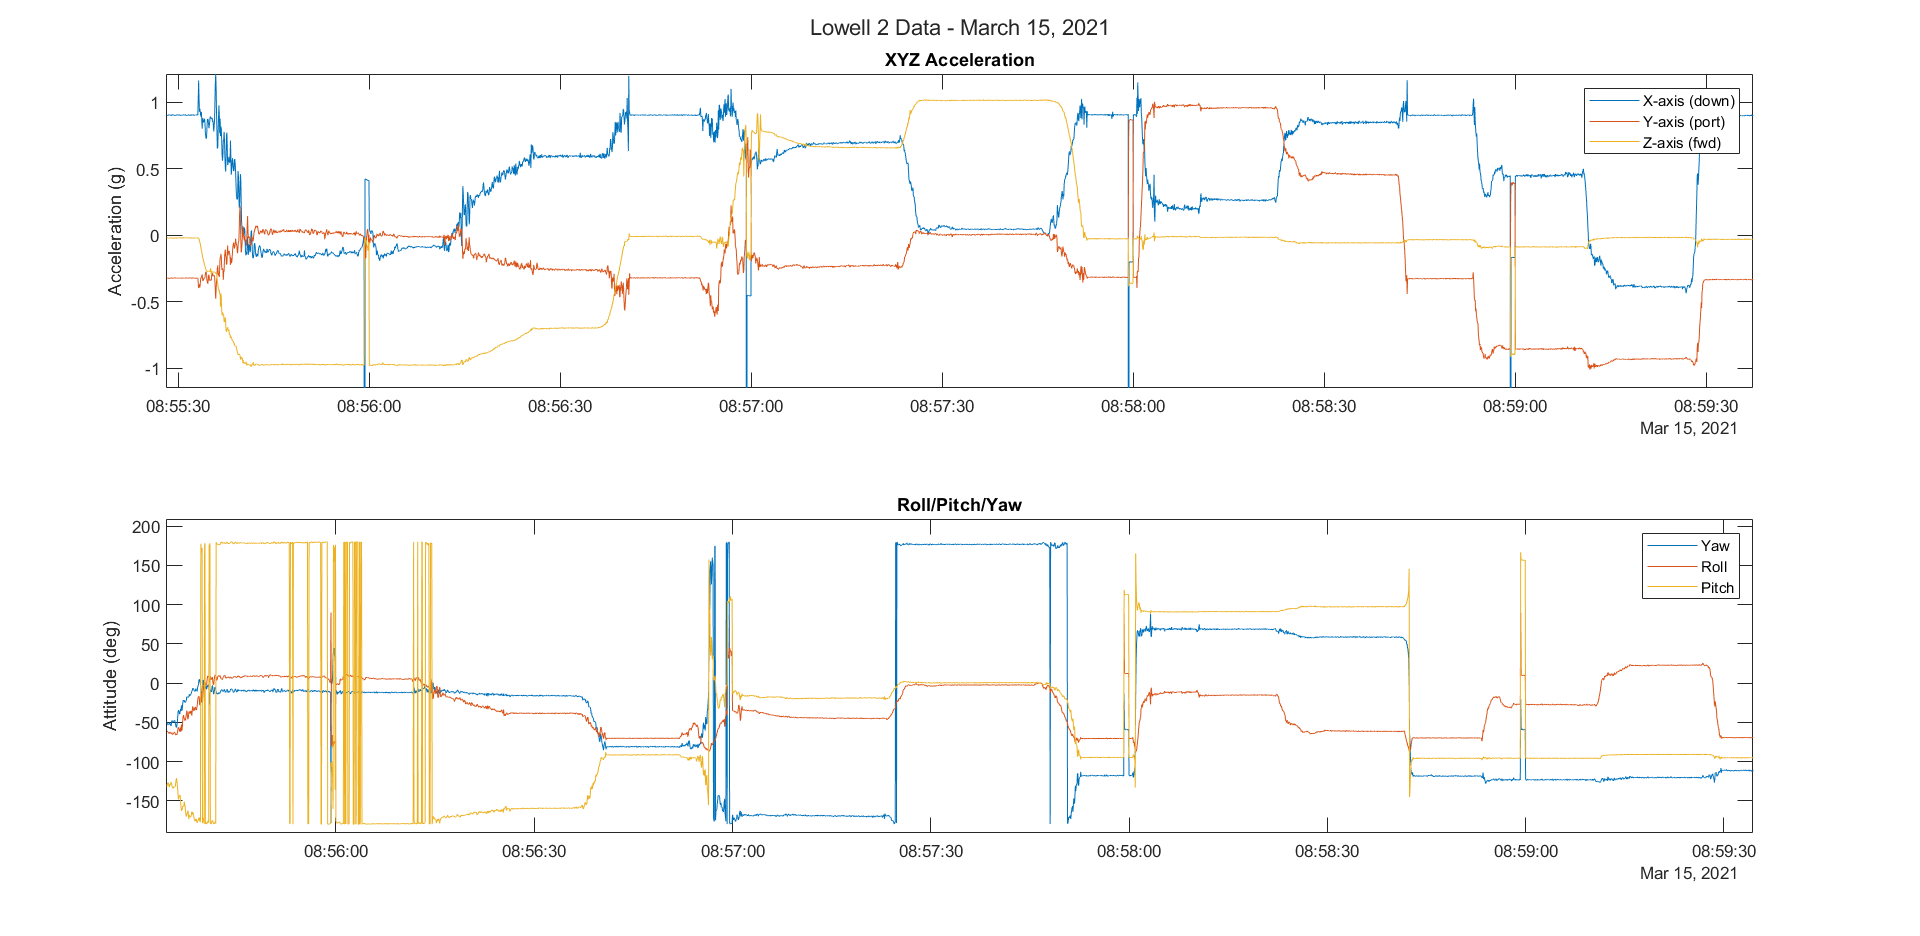 Lowell 2 Data - March 15, 2021
XYZ Acceleration
Acceleration (g)
1
0.5
0
-0.5
-1
X-axis (down)
Y-axis (port)
Z-axis (fwd)
08:55:30 08:56:00 08:56:30 08:57:00 08:57:30 08:58:00 08:58:30 08:59:00 08:59:30
Mar 15, 2021
Roll/Pitch/Yaw
Attitude (deg)
200
150
100
50
0
-50
-100
-150
Yaw
Roll
Pitch
08:56:00 08:56:30 08:57:00 08:57:30 08:58:00 08:58:30 08:59:00 08:59:30
Mar 15, 2021